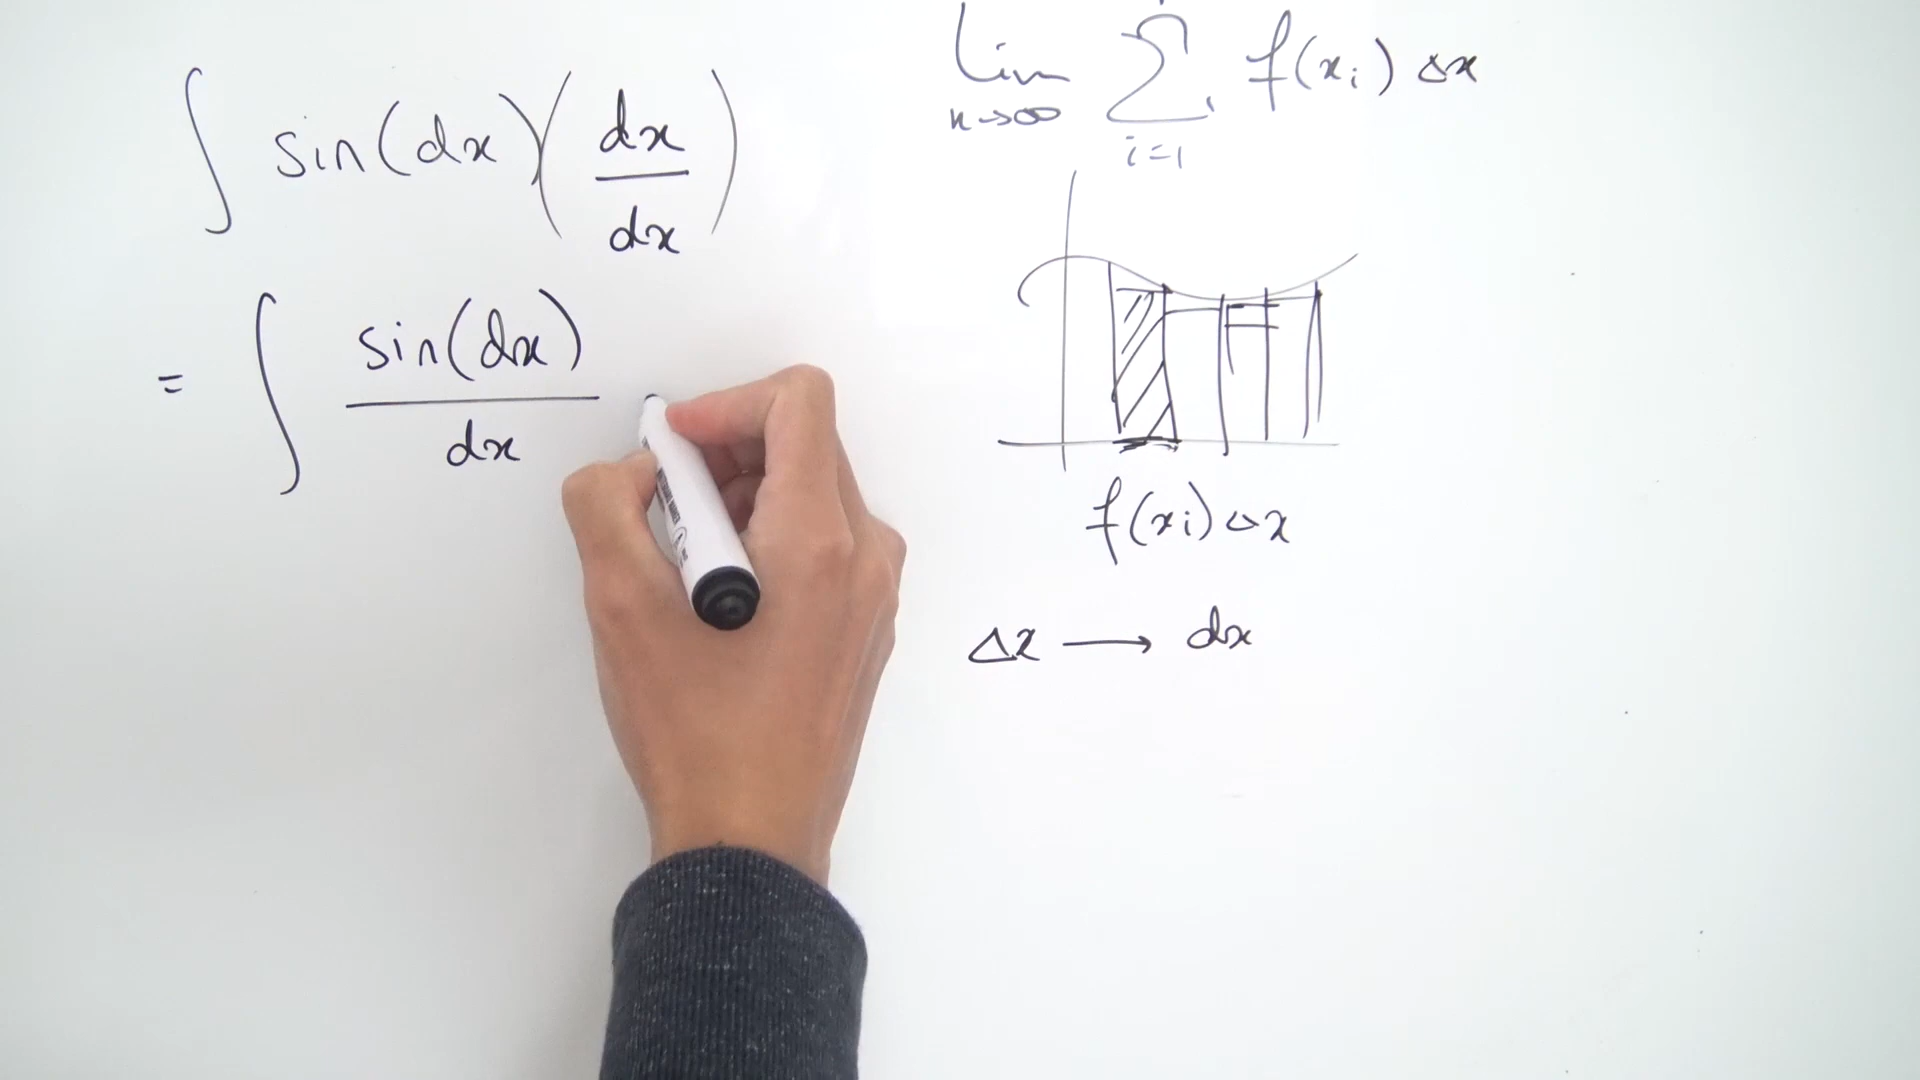 ∫ sin(dx)(dx/dx)
= ∫ sin(dx)/dx
lim n→∞ Σ i=1 f(xᵢ) Δx
f(xi) Δx
Δx → dx